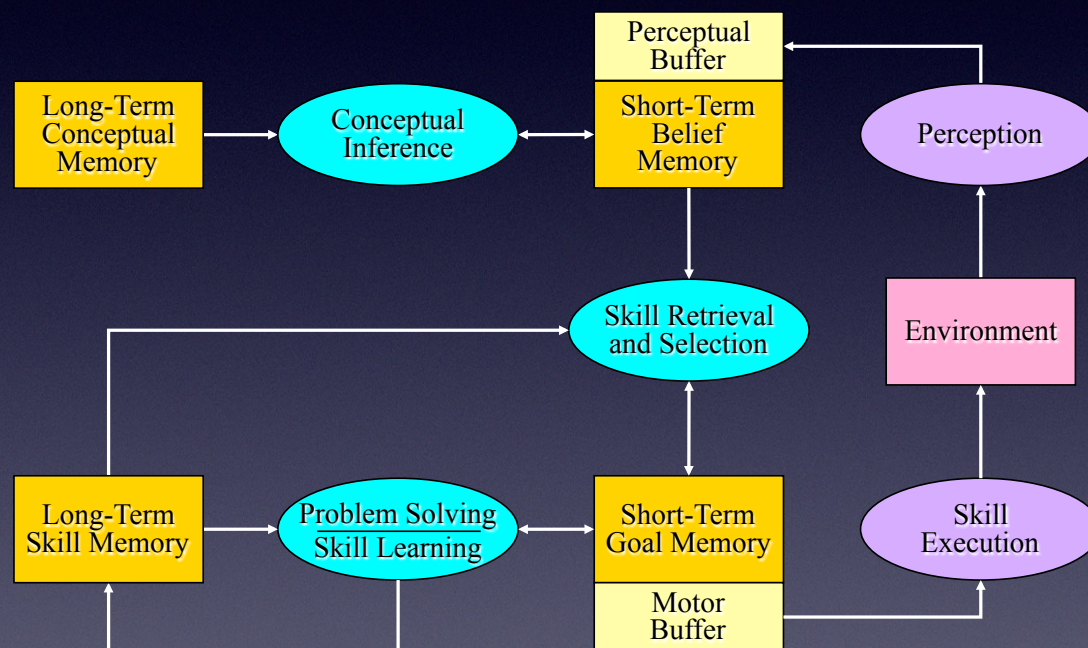 Perceptual
Buffer
Long-Term
Conceptual
Memory
Conceptual
Inference
Short-Term
Belief
Memory
Perception
Skill Retrieval
and Selection
Environment
Long-Term
Skill Memory
Problem Solving
Skill Learning
Short-Term
Goal Memory
Skill
Execution
Motor
Buffer